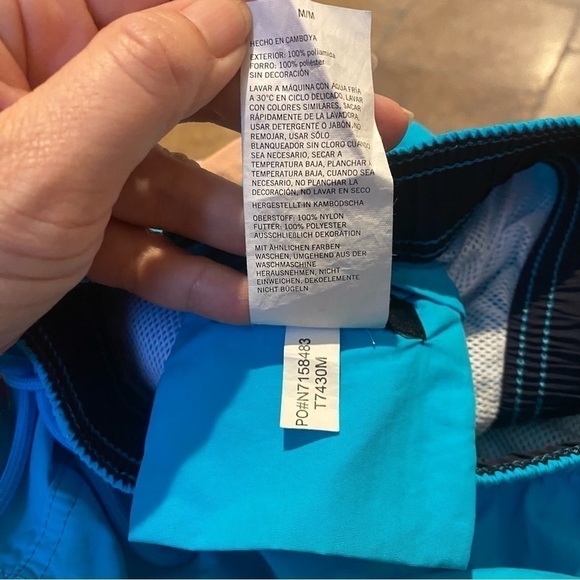 M/M
HECHO EN CAMBOYA
EXTERIOR: 100% poliamida
FORRO: 100% poliéster
SIN DECORACIÓN
LAVAR A MÁQUINA CON AGUA FRÍA
A 30°C EN CICLO DELICADO, LAVAR
CON COLORES SIMILARES, SACAR
RÁPIDAMENTE DE LA LAVADORA
USAR DETERGENTE O JABÓN, NO
REMOJAR, USAR SÓLO
BLANQUEADOR SIN CLORO CUANDO
SEA NECESARIO, SECAR A
TEMPERATURA BAJA, PLANCHAR
TEMPERATURA BAJA, CUANDO SEA
NECESARIO, NO PLANCHAR LA
DECORACIÓN, NO LAVAR EN SECO
HERGESTELLT IN KAMBODSCHA
OBERSTOFF: 100% NYLON
FUTTER: 100% POLYESTER
AUSSCHLIEßLICH DEKORATION
MIT ÄHNLICHEN FARBEN
WASCHEN, UMGEHEND AUS DER
WASCHMASCHINE
HERAUSNEHMEN, NICHT
EINWEICHEN, DEKOELEMENTE
NICHT BÜGELN
PO#N7158483
T7430M